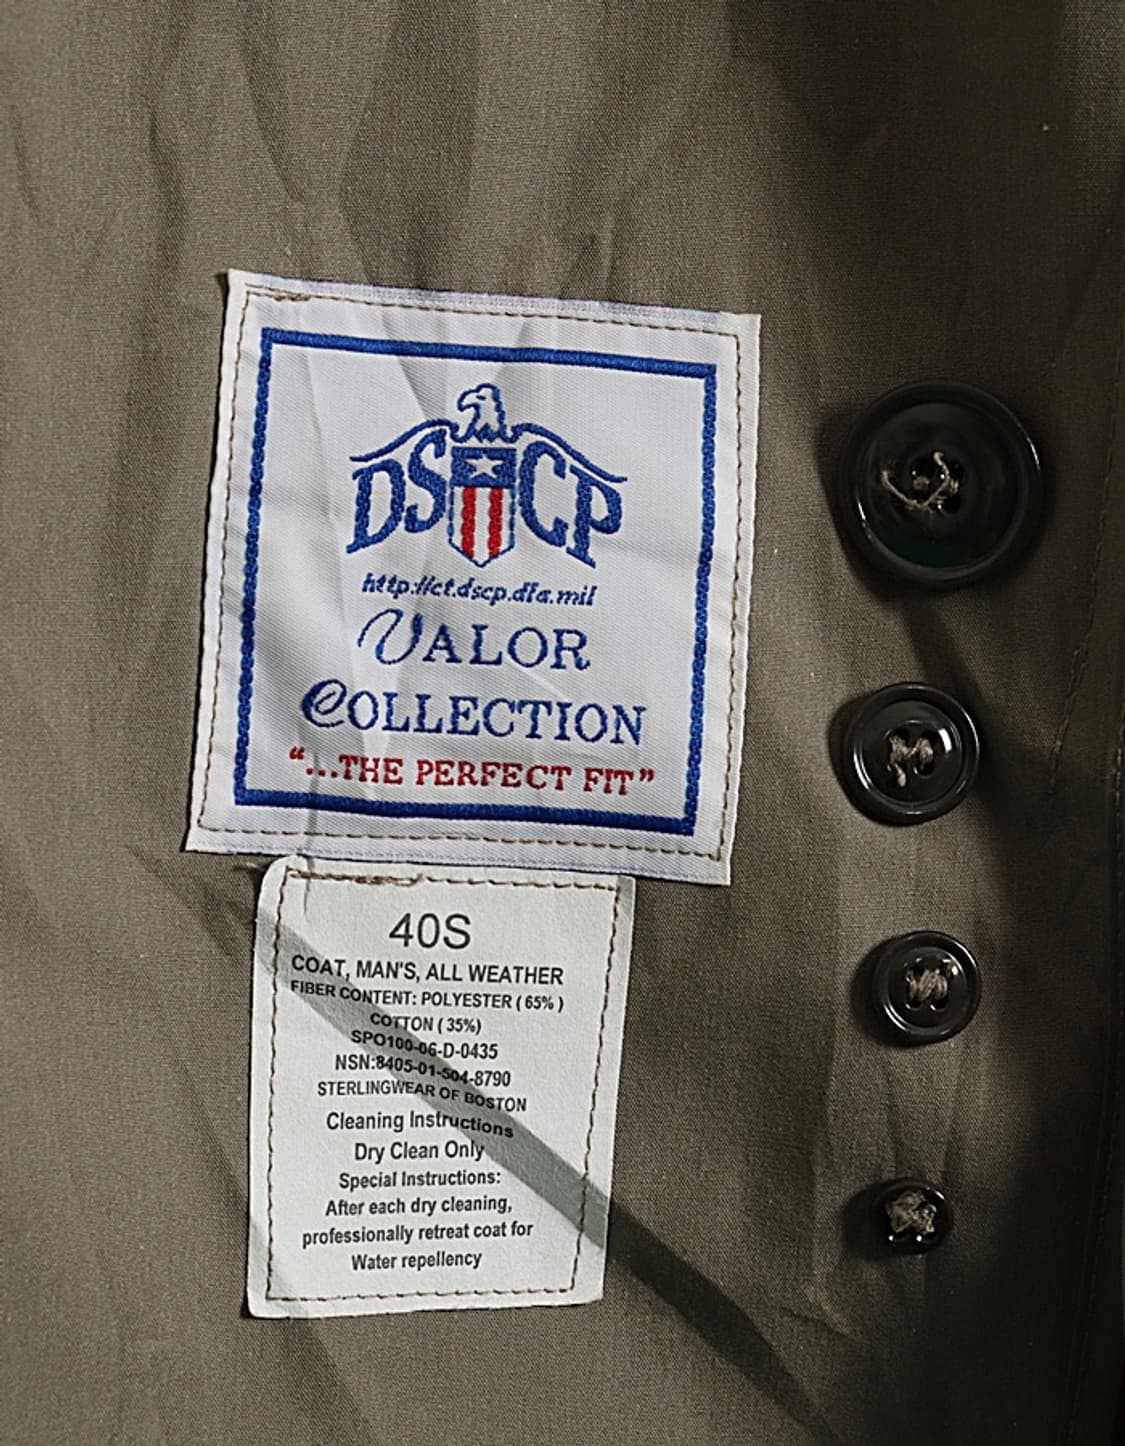 DSCP
http://ct.dscp.dla.mil
VALOR
COLLECTION
"...THE PERFECT FIT"
40S
COAT, MAN'S, ALL WEATHER
FIBER CONTENT: POLYESTER ( 65% )
COTTON ( 35%)
SPO100-06-D-0435
NSN:8405-01-504-8790
STERLINGWEAR OF BOSTON
Cleaning Instructions
Dry Clean Only
Special Instructions:
After each dry cleaning,
professionally retreat coat for
Water repellency